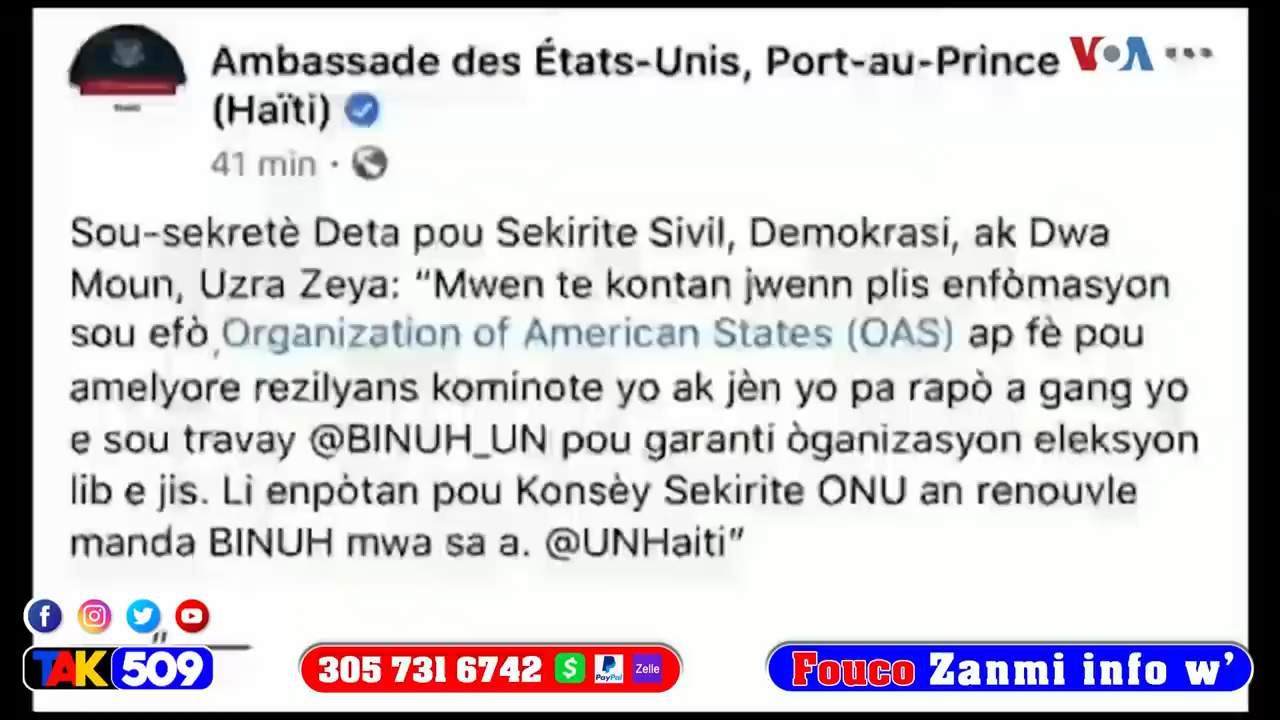 Ambassade des États-Unis, Port-au-Prince
(Haïti)
VOA
41 min
Sou-sekretè Deta pou Sekirite Sivil, Demokrasi, ak Dwa
Moun, Uzra Zeya: “Mwen te kontan jwenn plis enfòmasyon
sou efò Organization of American States (OAS) ap fè pou
amelyore rezilyans kominote yo ak jèn yo pa rapò a gang yo
e sou travay @BINUH_UN pou garanti òganizasyon eleksyon
lib e jis. Li enpòtan pou Konsèy Sekirite ONU an renouvle
manda BINUH mwa sa a. @UNHaiti”
TAK 509
305 731 6742 $ PayPal Zelle
Fouco Zanmi info w’